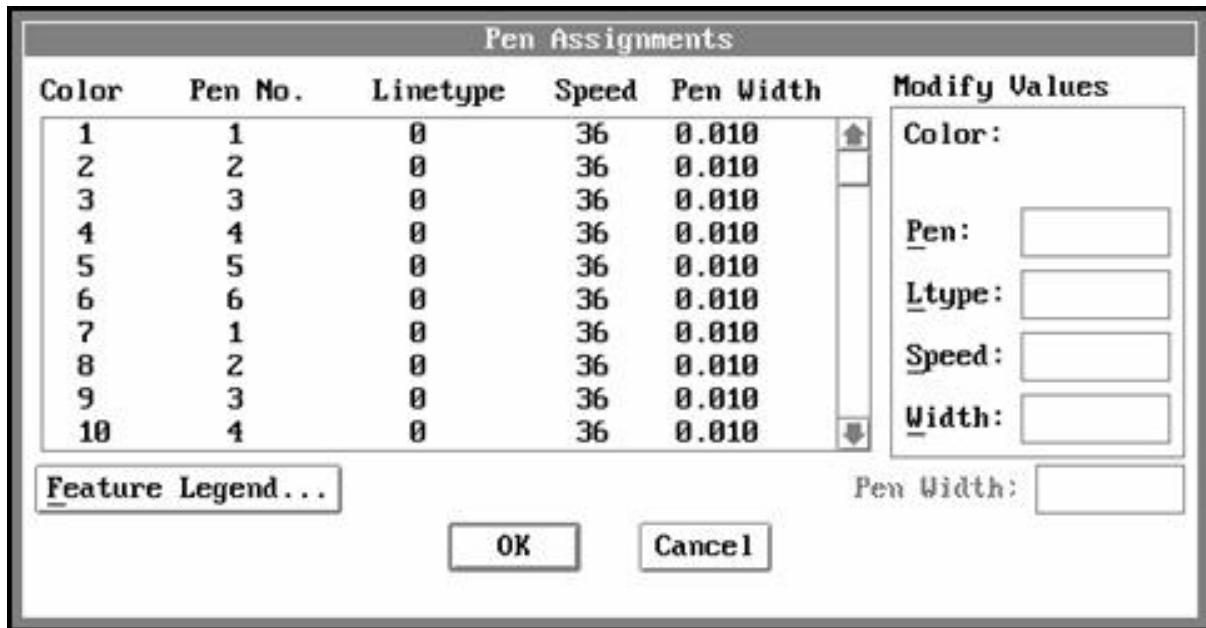 Pen Assignments
Color Pen No. Linetype Speed Pen Width
1 1 0 36 0.010
2 2 0 36 0.010
3 3 0 36 0.010
4 4 0 36 0.010
5 5 0 36 0.010
6 6 0 36 0.010
7 1 0 36 0.010
8 2 0 36 0.010
9 3 0 36 0.010
10 4 0 36 0.010
Modify Values
Color:
Pen:
Ltype:
Speed:
Width:
Feature Legend...
Pen Width:
OK
Cancel